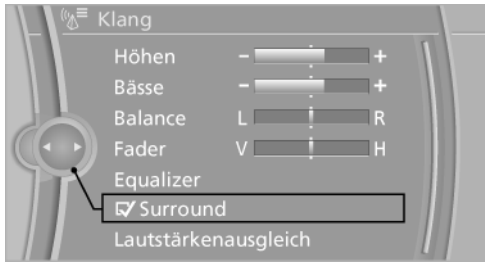 Klang
Höhen - +
Bässe - +
Balance L R
Fader V H
Equalizer
Surround
Lautstärkenausgleich